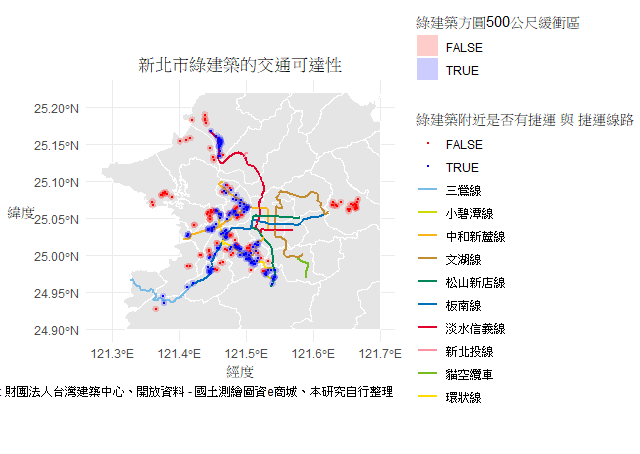 新北市綠建築的交通可達性
25.20°N
25.15°N
25.10°N
25.05°N
25.00°N
24.95°N
24.90°N
緯度
121.3°E
121.4°E
121.5°E
121.6°E
121.7°E
經度
: 財團法人台灣建築中心、開放資料 - 國土測繪圖資e商城、本研究自行整理
綠建築方圓500公尺緩衝區
FALSE
TRUE
綠建築附近是否有捷運 與 捷運線路
FALSE
TRUE
三鶯線
小碧潭線
中和新蘆線
文湖線
松山新店線
板南線
淡水信義線
新北投線
貓空纜車
環狀線